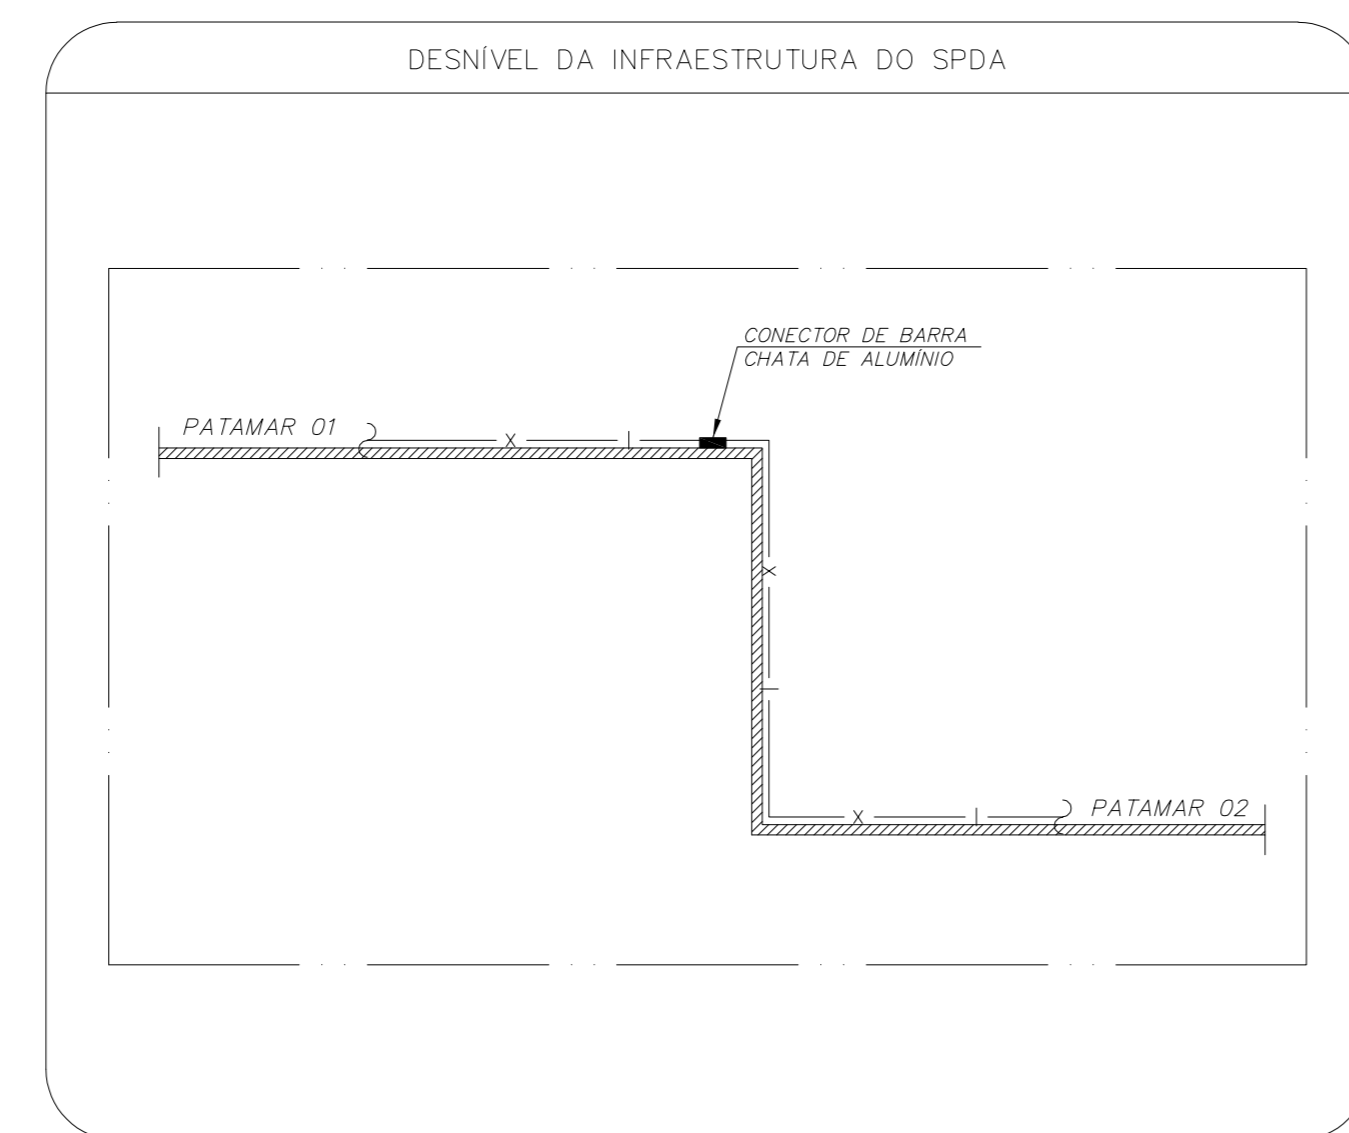 DESNÍVEL DA INFRAESTRUTURA DO SPDA
CONECTOR DE BARRA
CHATA DE ALUMÍNIO
PATAMAR 01
X
X
X
PATAMAR 02